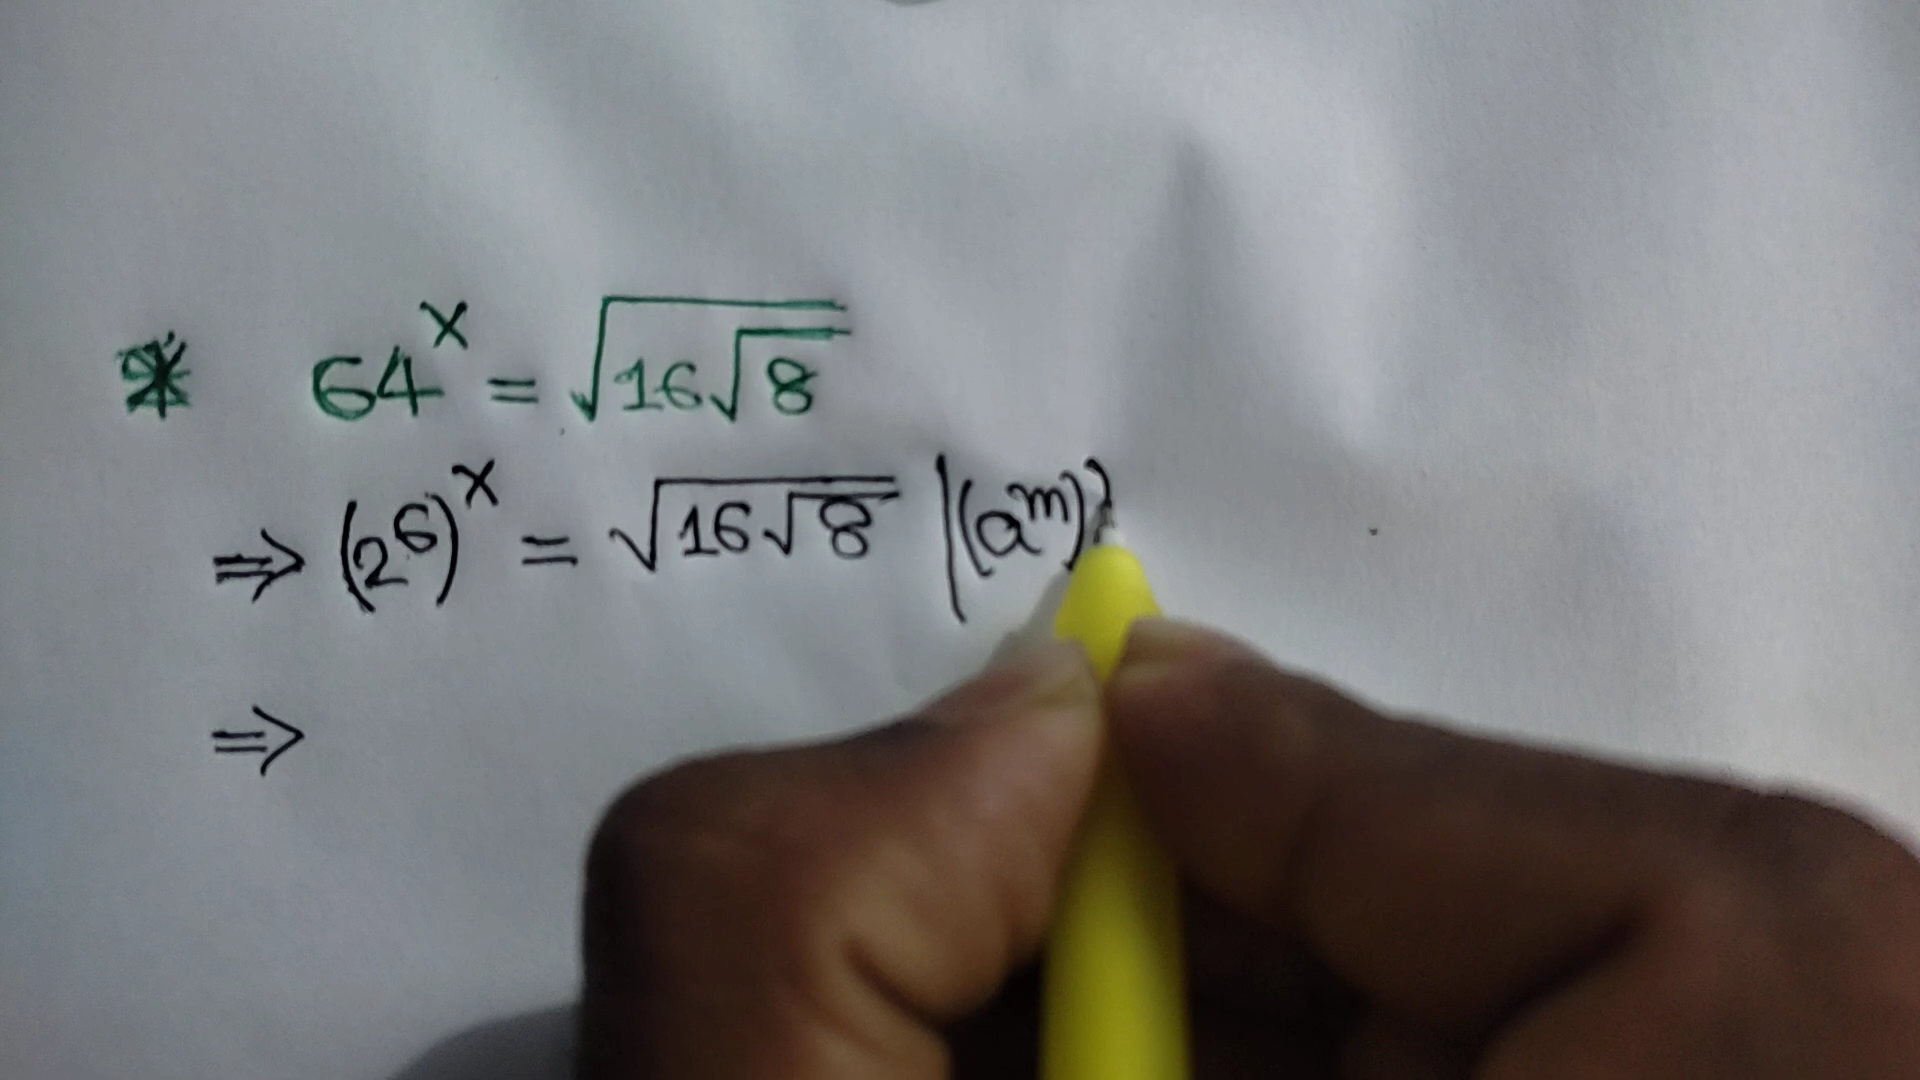 * 64^x = √(16√8)
⇒ (2^6)^x = √(16√8) | (a^m)
⇒